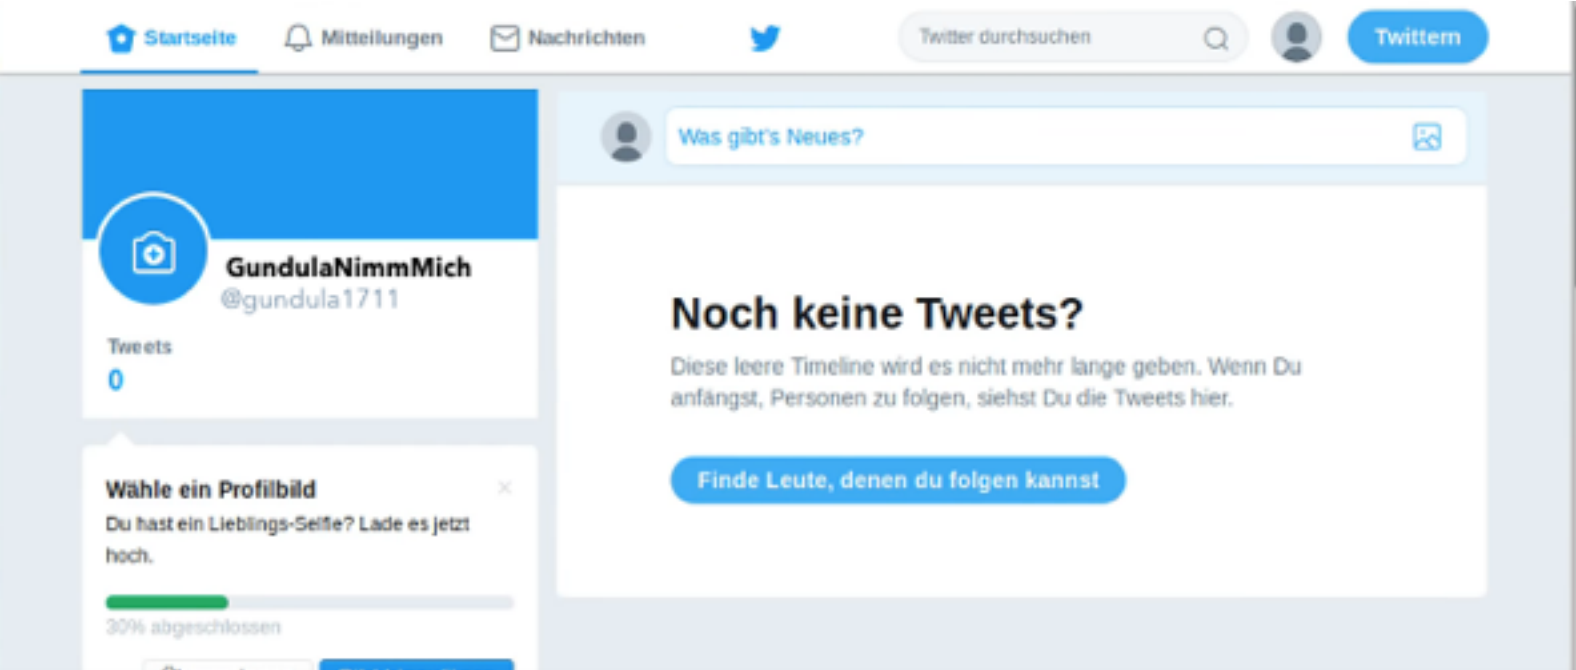 Startseite
Mitteilungen
Nachrichten
Twitter durchsuchen
Twittern
GundulaNimmMich
@gundula1711
Tweets
0
Wähle ein Profilbild
Du hast ein Lieblings-Selfie? Lade es jetzt
hoch.
30% abgeschlossen
Was gibt's Neues?
Noch keine Tweets?
Diese leere Timeline wird es nicht mehr lange geben. Wenn Du
anfängst, Personen zu folgen, siehst Du die Tweets hier.
Finde Leute, denen du folgen kannst